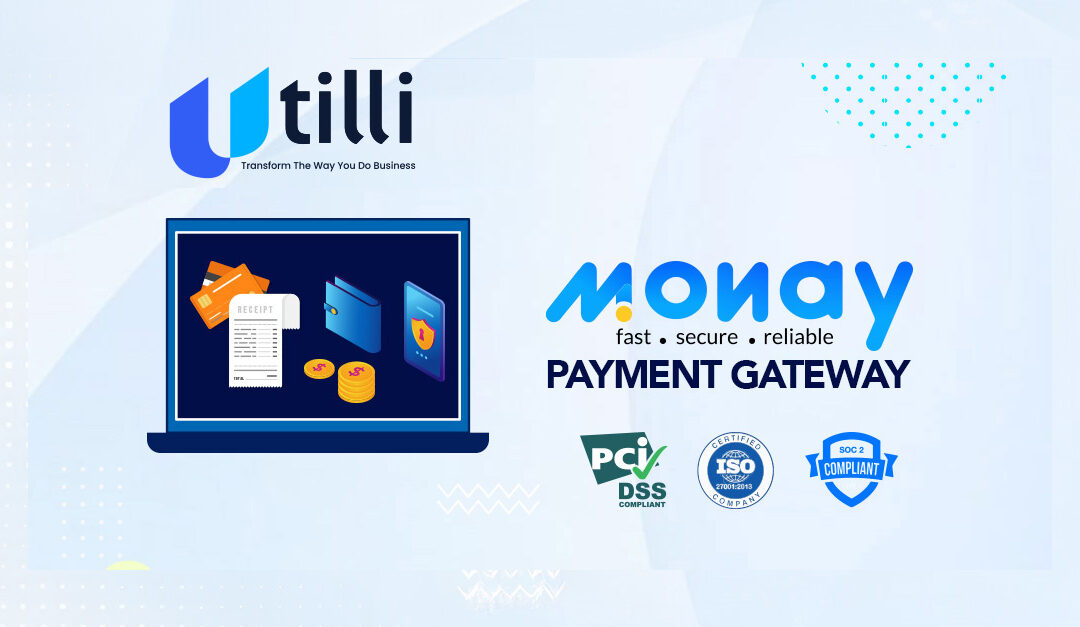 Utilli
Transform The Way You Do Business
RECEIPT
TOTAL
monay
fast . secure . reliable
PAYMENT GATEWAY
PCi
DSS
COMPLIANT
CERTIFIED
ISO
27001:2013
COMPANY
SOC 2
COMPLIANT